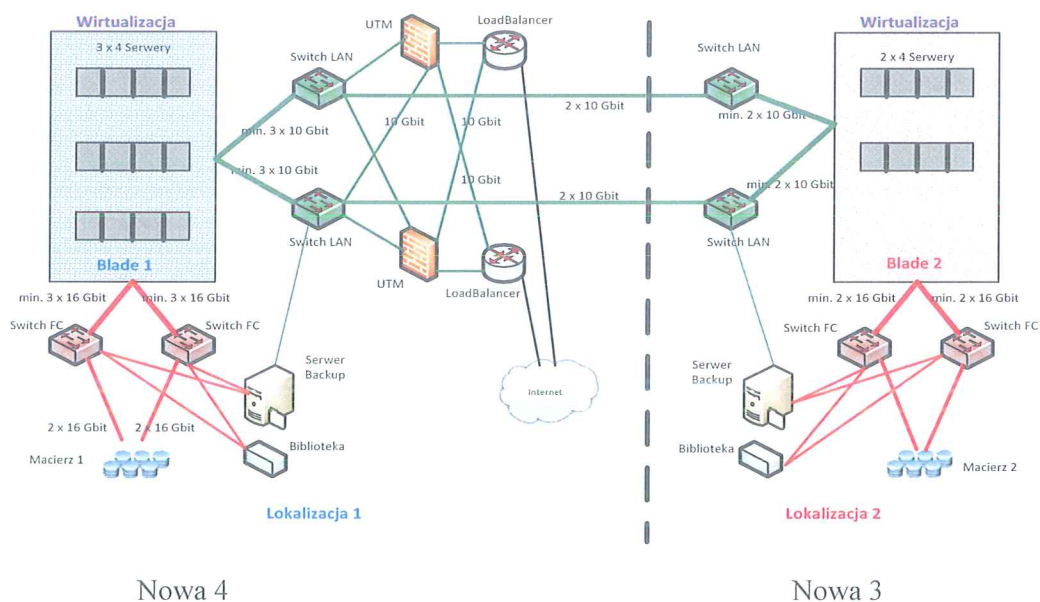 Wirtualizacja
3 x 4 Serwery
Blade 1
UTM
LoadBalancer
Switch LAN
min. 3 x 10 Gbit
10 Gbit
10 Gbit
2 x 10 Gbit
min. 3 x 10 Gbit
10 Gbit
2 x 10 Gbit
Switch LAN
UTM
LoadBalancer
min. 3 x 16 Gbit
min. 3 x 16 Gbit
Switch FC
Switch FC
Serwer
Backup
Internet
2 x 16 Gbit
2 x 16 Gbit
Biblioteka
Macierz 1
Lokalizacja 1
Nowa 4
Wirtualizacja
Switch LAN
2 x 4 Serwery
min. 2 x 10 Gbit
min. 2 x 10 Gbit
Switch LAN
Blade 2
min. 2 x 16 Gbit
min. 2 x 16 Gbit
Switch FC
Switch FC
Serwer
Backup
Biblioteka
Macierz 2
Lokalizacja 2
Nowa 3